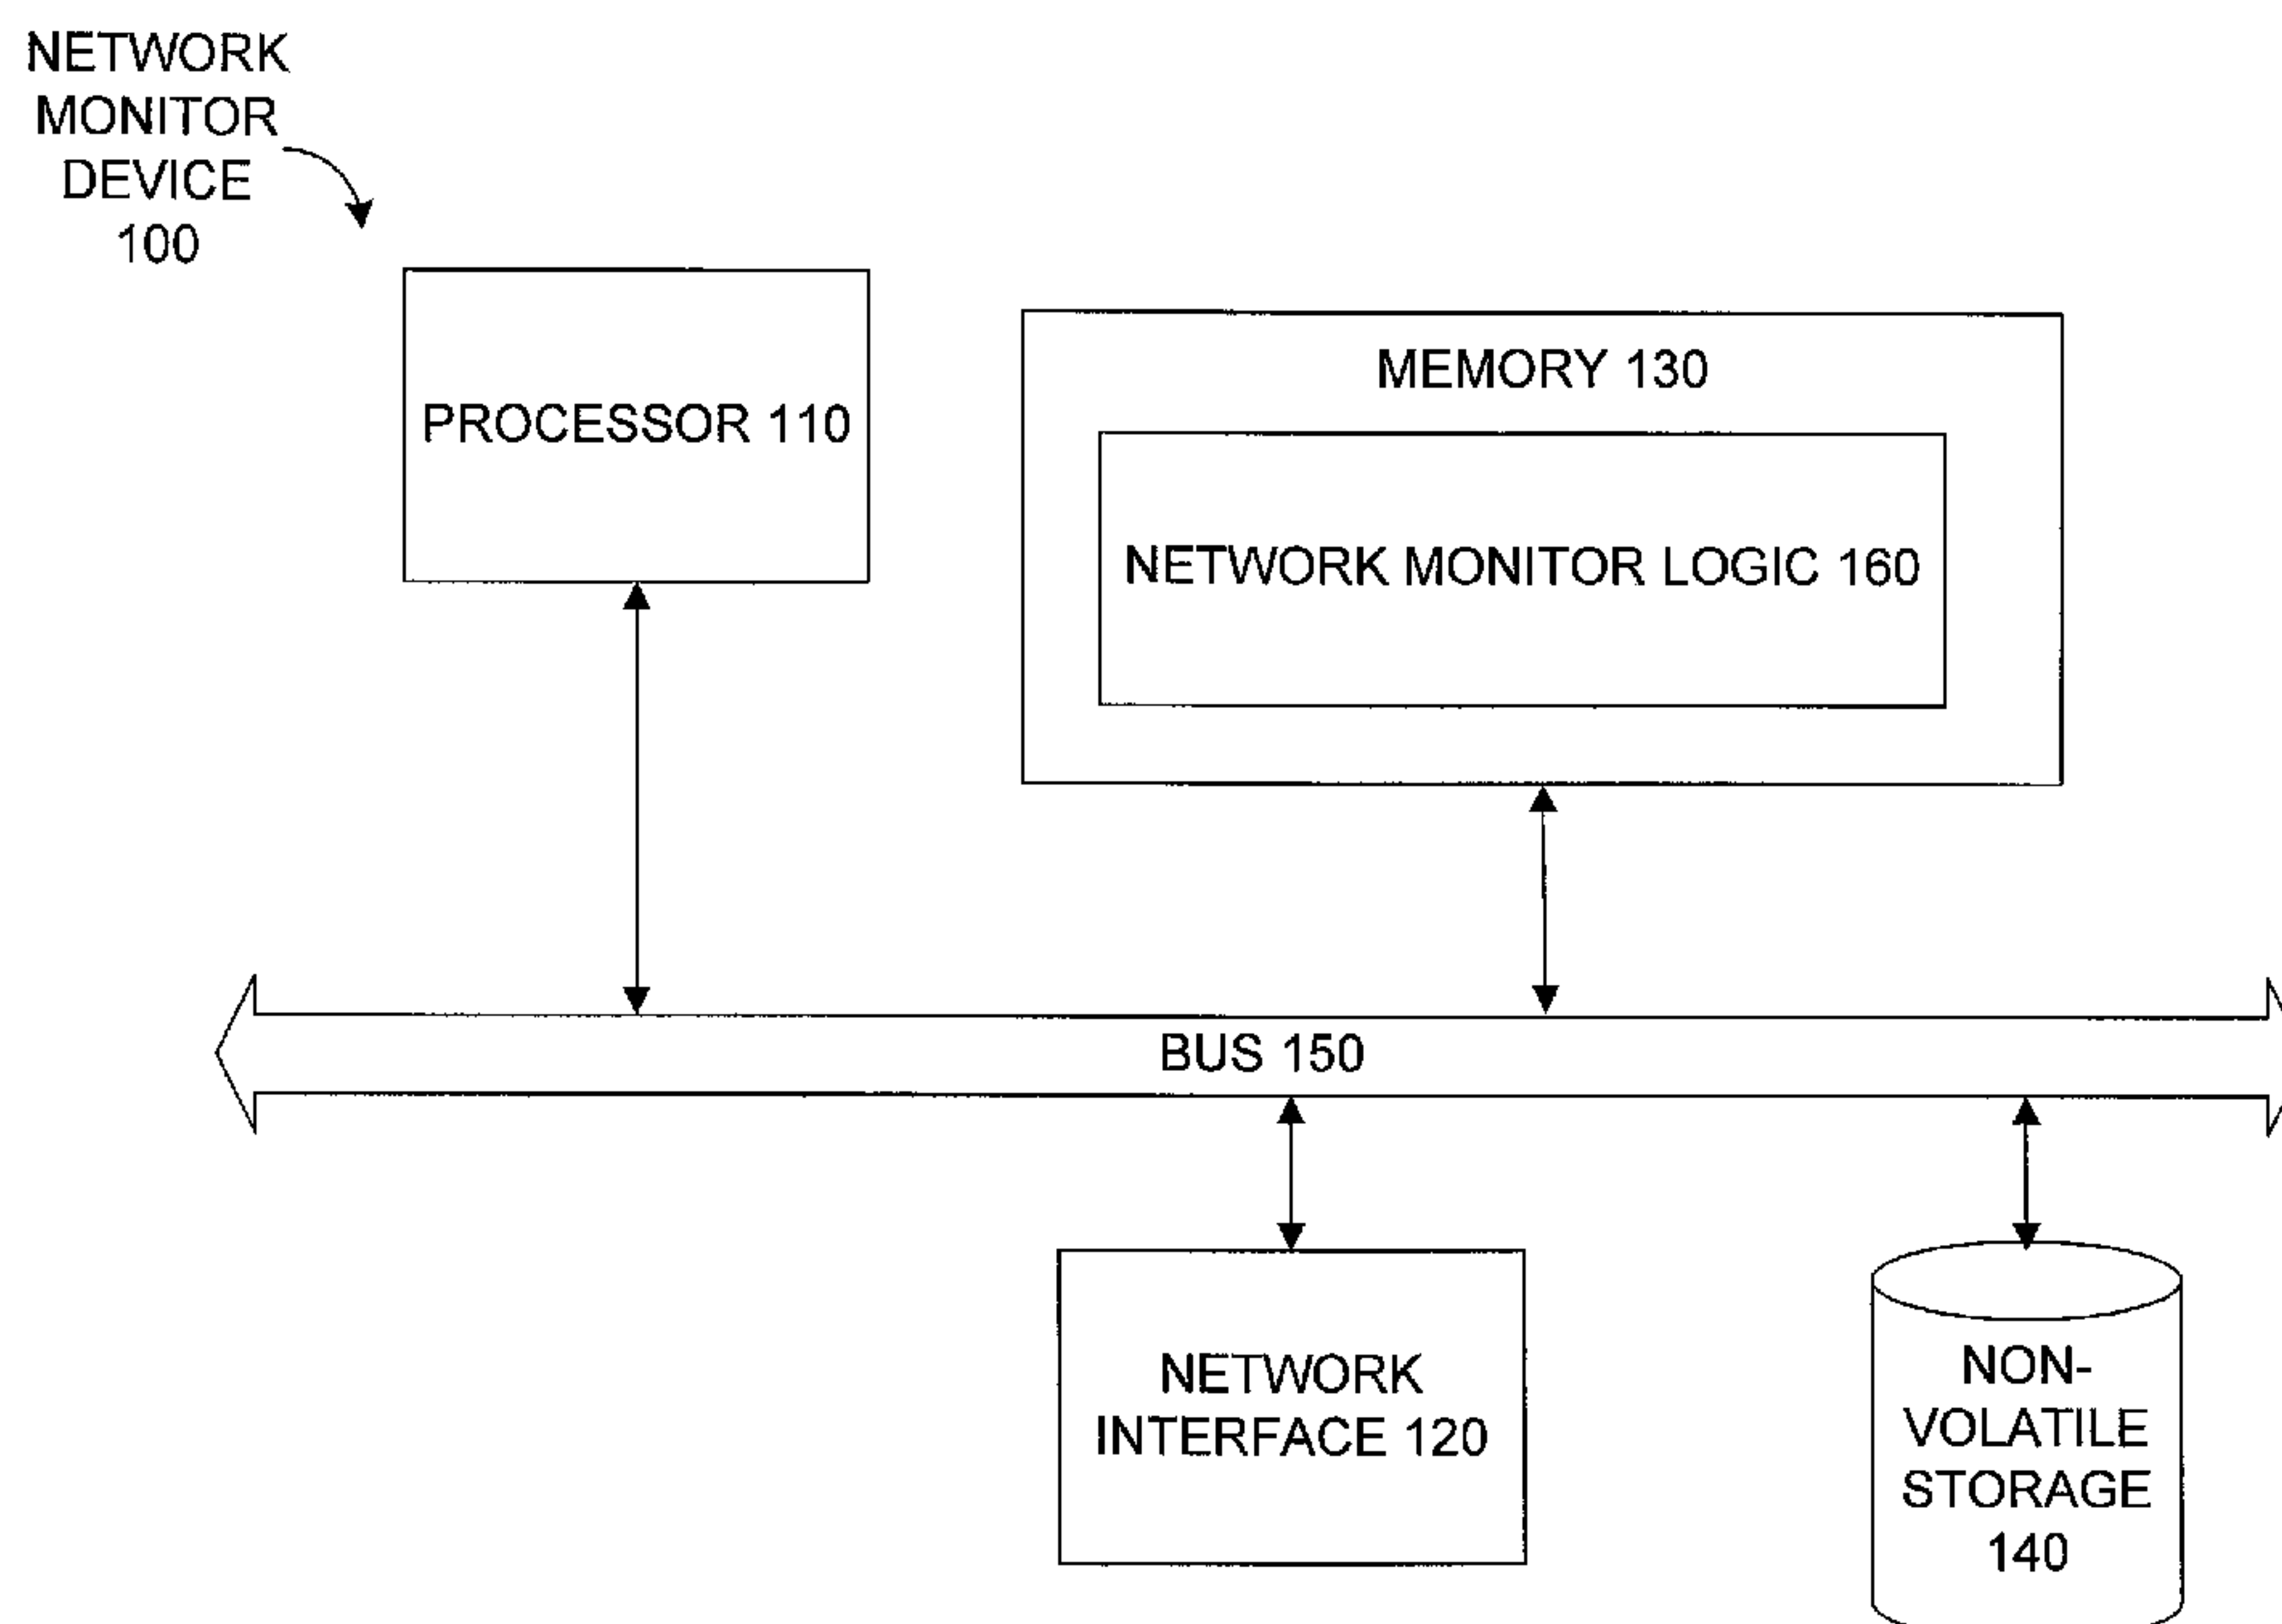 NETWORK
MONITOR
DEVICE
100
PROCESSOR 110
MEMORY 130
NETWORK MONITOR LOGIC 160
BUS 150
NETWORK
INTERFACE 120
NON-
VOLATILE
STORAGE
140